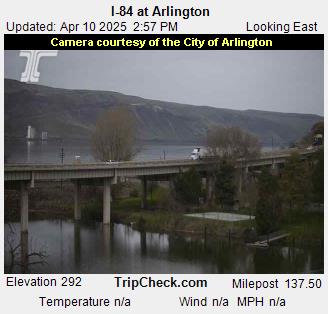 I-84 at Arlington
Updated: Apr 10 2025 2:57 PM Looking East
Camera courtesy of the City of Arlington
Elevation 292 TripCheck.com Milepost 137.50
Temperature n/a Wind n/a MPH n/a